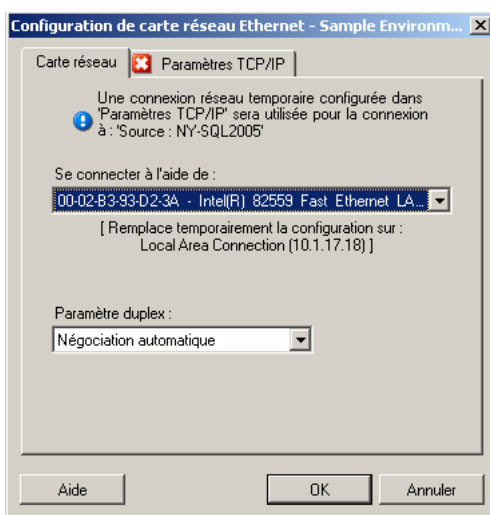 Configuration de carte réseau Ethernet - Sample Environm...
Carte réseau
Paramètres TCP/IP
Une connexion réseau temporaire configurée dans
'Paramètres TCP/IP' sera utilisée pour la connexion
à : 'Source : NY-SQL2005'
Se connecter à l'aide de :
00-02-B3-93-D2-3A - Intel(R) 82559 Fast Ethernet LA...
[ Remplace temporairement la configuration sur :
Local Area Connection (10.1.17.18) ]
Paramètre duplex :
Négociation automatique
Aide
OK
Annuler